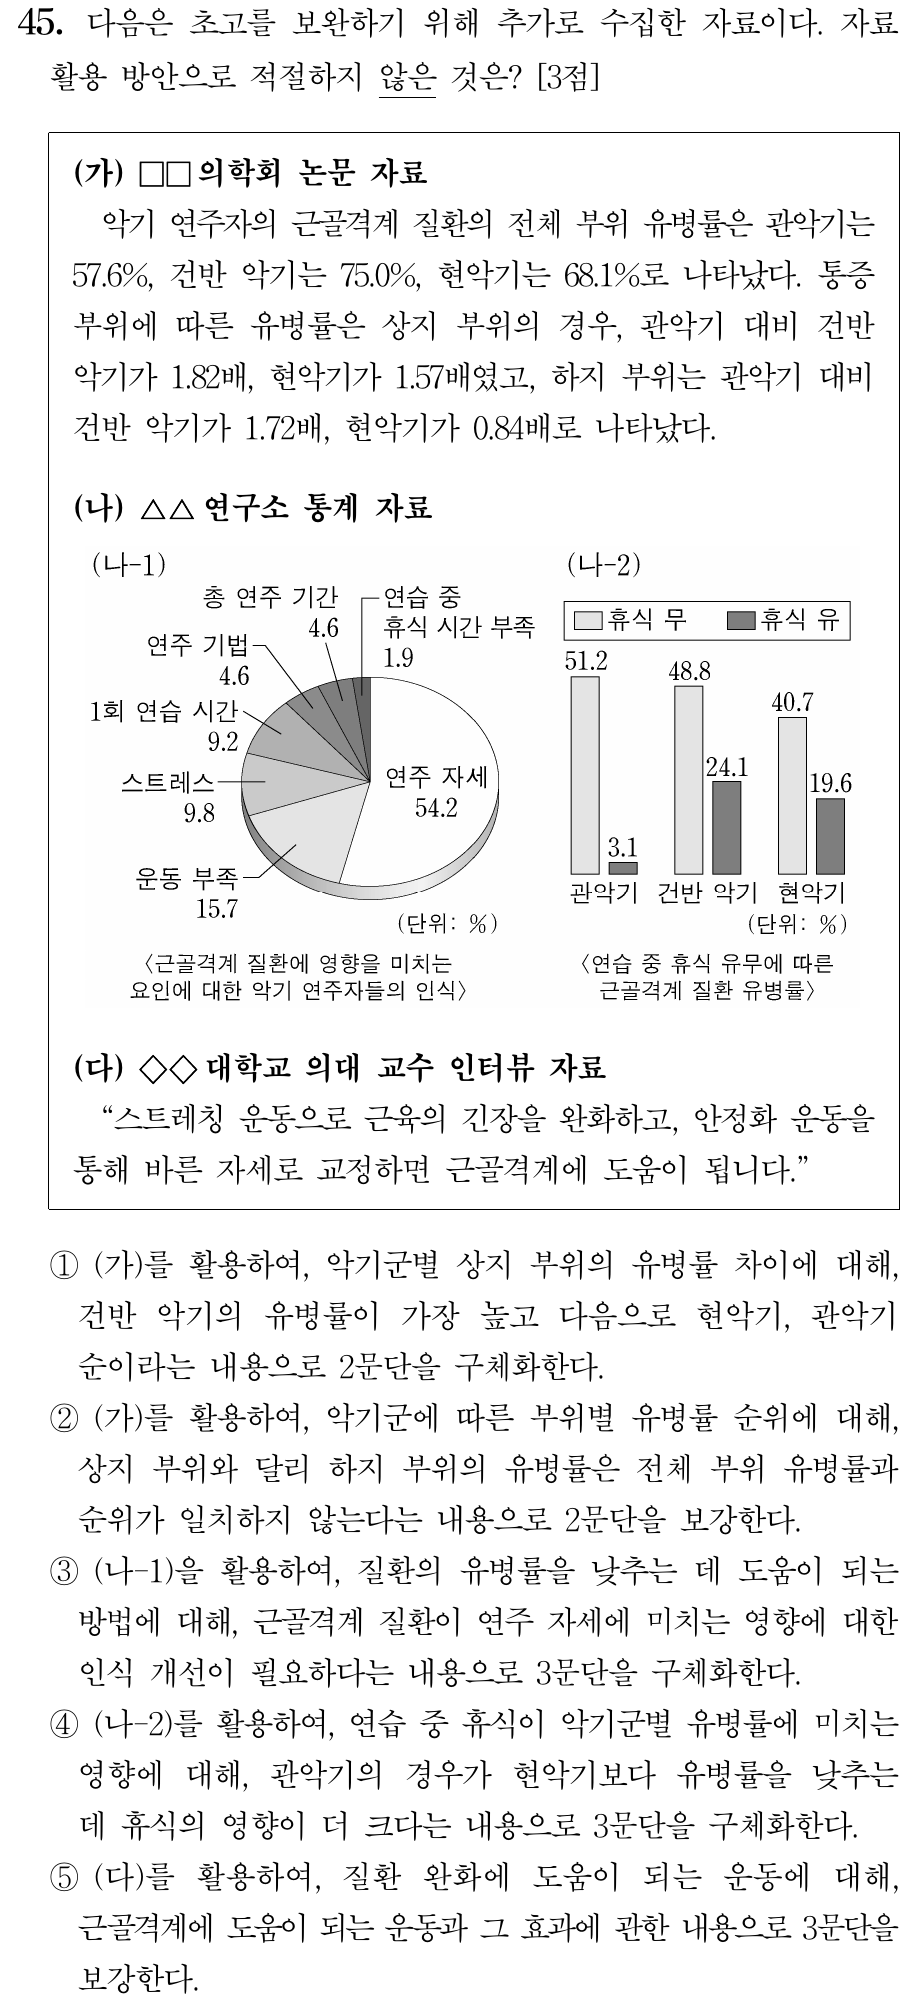 45. 다음은 초고를 보완하기 위해 추가로 수집한 자료이다. 자료
활용 방안으로 적절하지 않은 것은? [3점]
(가) □□의학회 논문 자료
악기 연주자의 근골격계 질환의 전체 부위 유병률은 관악기는
57.6%, 건반 악기는 75.0%, 현악기는 68.1%로 나타났다. 통증
부위에 따른 유병률은 상지 부위의 경우, 관악기 대비 건반
악기가 1.82배, 현악기가 1.57배였고, 하지 부위는 관악기 대비
건반 악기가 1.72배, 현악기가 0.84배로 나타났다.
(나) △△연구소 통계 자료
(나-1)
총 연주 기간
4.6
연습 중
휴식 시간 부족
1.9
연주 기법
4.6
1회 연습 시간
9.2
스트레스
9.8
연주 자세
54.2
운동 부족
15.7
(단위: %)
〈근골격계 질환에 영향을 미치는
요인에 대한 악기 연주자들의 인식〉
(나-2)
휴식 무 휴식 유
51.2
48.8
40.7
24.1
19.6
3.1
관악기 건반 악기 현악기
(단위: %)
〈연습 중 휴식 유무에 따른
근골격계 질환 유병률〉
(다) ◇◇대학교 의대 교수 인터뷰 자료
“스트레칭 운동으로 근육의 긴장을 완화하고, 안정화 운동을
통해 바른 자세로 교정하면 근골격계에 도움이 됩니다.”
① (가)를 활용하여, 악기군별 상지 부위의 유병률 차이에 대해,
건반 악기의 유병률이 가장 높고 다음으로 현악기, 관악기
순이라는 내용으로 2문단을 구체화한다.
② (가)를 활용하여, 악기군에 따른 부위별 유병률 순위에 대해,
상지 부위와 달리 하지 부위의 유병률은 전체 부위 유병률과
순위가 일치하지 않는다는 내용으로 2문단을 보강한다.
③ (나-1)을 활용하여, 질환의 유병률을 낮추는 데 도움이 되는
방법에 대해, 근골격계 질환이 연주 자세에 미치는 영향에 대한
인식 개선이 필요하다는 내용으로 3문단을 구체화한다.
④ (나-2)를 활용하여, 연습 중 휴식이 악기군별 유병률에 미치는
영향에 대해, 관악기의 경우가 현악기보다 유병률을 낮추는
데 휴식의 영향이 더 크다는 내용으로 3문단을 구체화한다.
⑤ (다)를 활용하여, 질환 완화에 도움이 되는 운동에 대해,
근골격계에 도움이 되는 운동과 그 효과에 관한 내용으로 3문단을
보강한다.